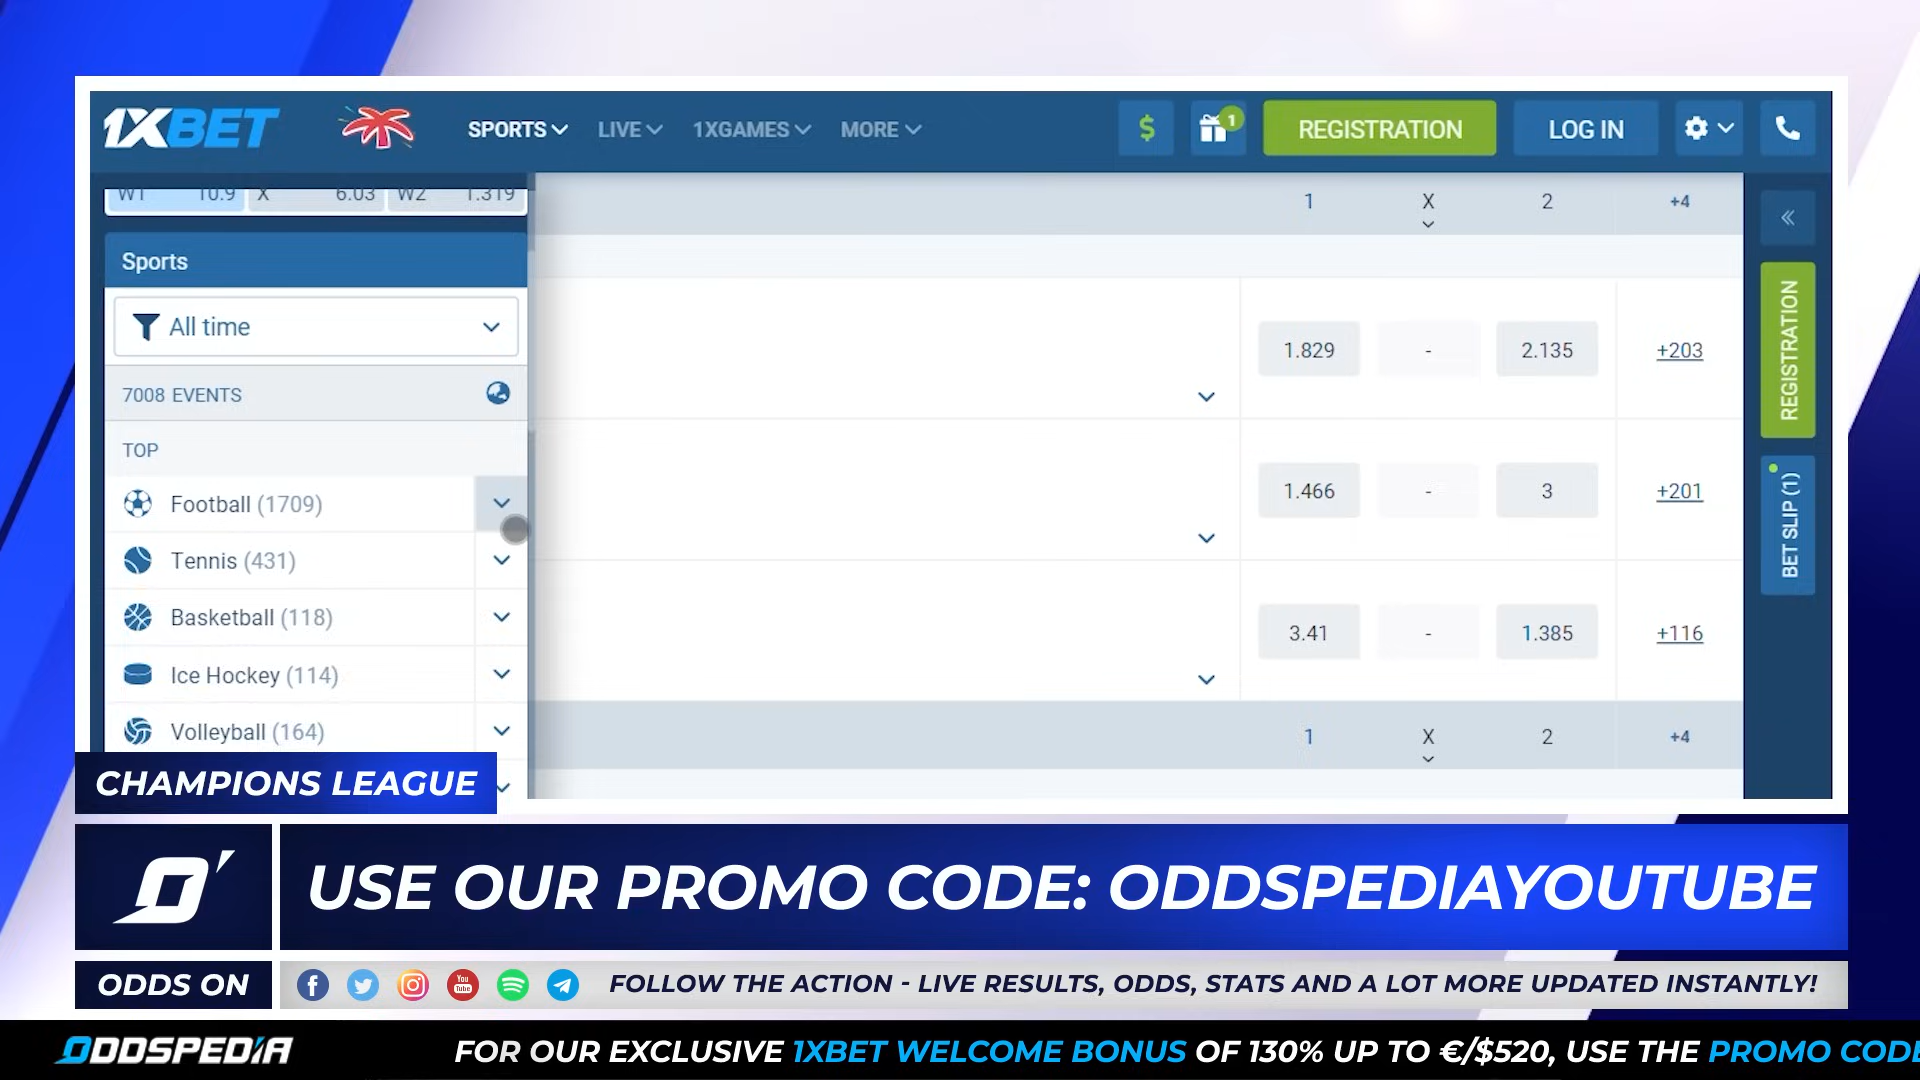 1XBET
SPORTS LIVE 1XGAMES MORE
$ 1 REGISTRATION LOG IN
W1 10.9 X 6.03 W2 1.319
1 X 2 +4
Sports
All time
7008 EVENTS
TOP
Football (1709)
Tennis (431)
Basketball (118)
Ice Hockey (114)
Volleyball (164)
1.829 - 2.135 +203
1.466 - 3 +201
3.41 - 1.385 +116
1 X 2 +4
REGISTRATION
BET SLIP (1)
CHAMPIONS LEAGUE
USE OUR PROMO CODE: ODDSPEDIAYOUTUBE
ODDS ON
You Tube
FOLLOW THE ACTION - LIVE RESULTS, ODDS, STATS AND A LOT MORE UPDATED INSTANTLY!
ODDSPEDIA
FOR OUR EXCLUSIVE 1XBET WELCOME BONUS OF 130% UP TO €/$520, USE THE PROMO CODE